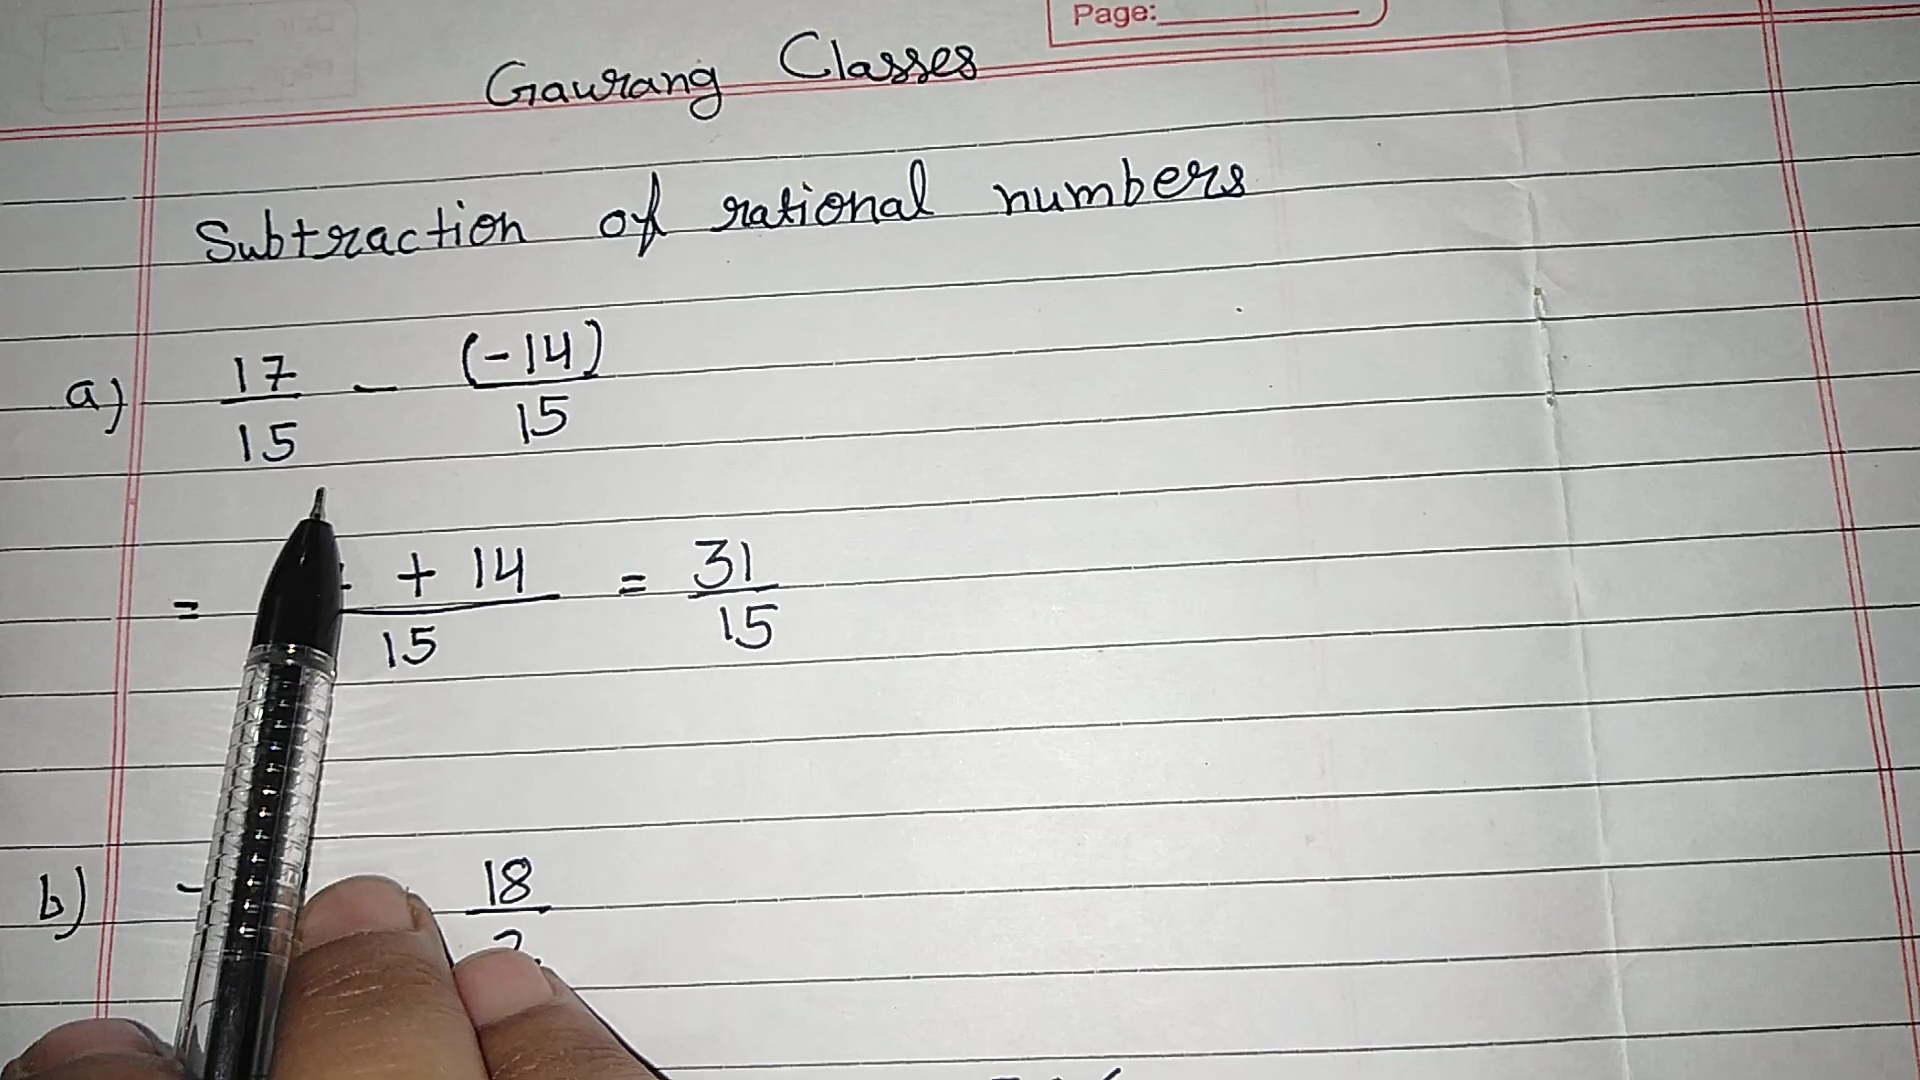 Page:
Gaurang Classes
Subtraction of rational numbers
a) 17/15 - (-14)/15
= + 14/15 = 31/15
b) - 18